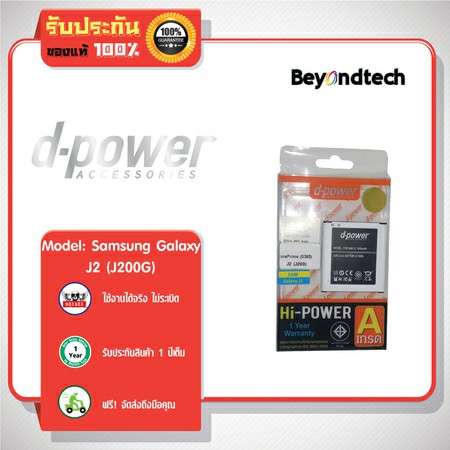 รับประกัน
ของแท้ 100%
100%
GUARANTEE
Beyondtech
d-power
ACCESSORIES
Model: Samsung Galaxy
J2 (J200G)
ใช้งานได้จริง ไม่ระเบิด
1
Year
รับประกันสินค้า 1 ปีเต็ม
ฟรี! จัดส่งถึงมือคุณ
d-power
d-power
J2 (J200)
Galaxy J2
Hi-POWER
1 Year
Warranty
A
เกรด